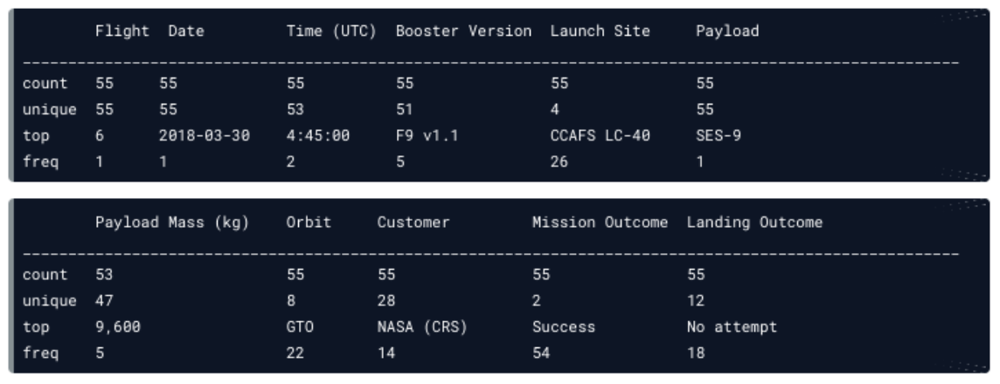 Flight Date Time (UTC) Booster Version Launch Site Payload
--------------------------------------------------------------------------------------------------------
count 55 55 55 55 55 55
unique 55 55 53 51 4 55
top 6 2018-03-30 4:45:00 F9 v1.1 CCAFS LC-40 SES-9
freq 1 1 2 5 26 1
Payload Mass (kg) Orbit Customer Mission Outcome Landing Outcome
--------------------------------------------------------------------------------------------------------
count 53 55 55 55 55
unique 47 8 28 2 12
top 9,600 GTO NASA (CRS) Success No attempt
freq 5 22 14 54 18